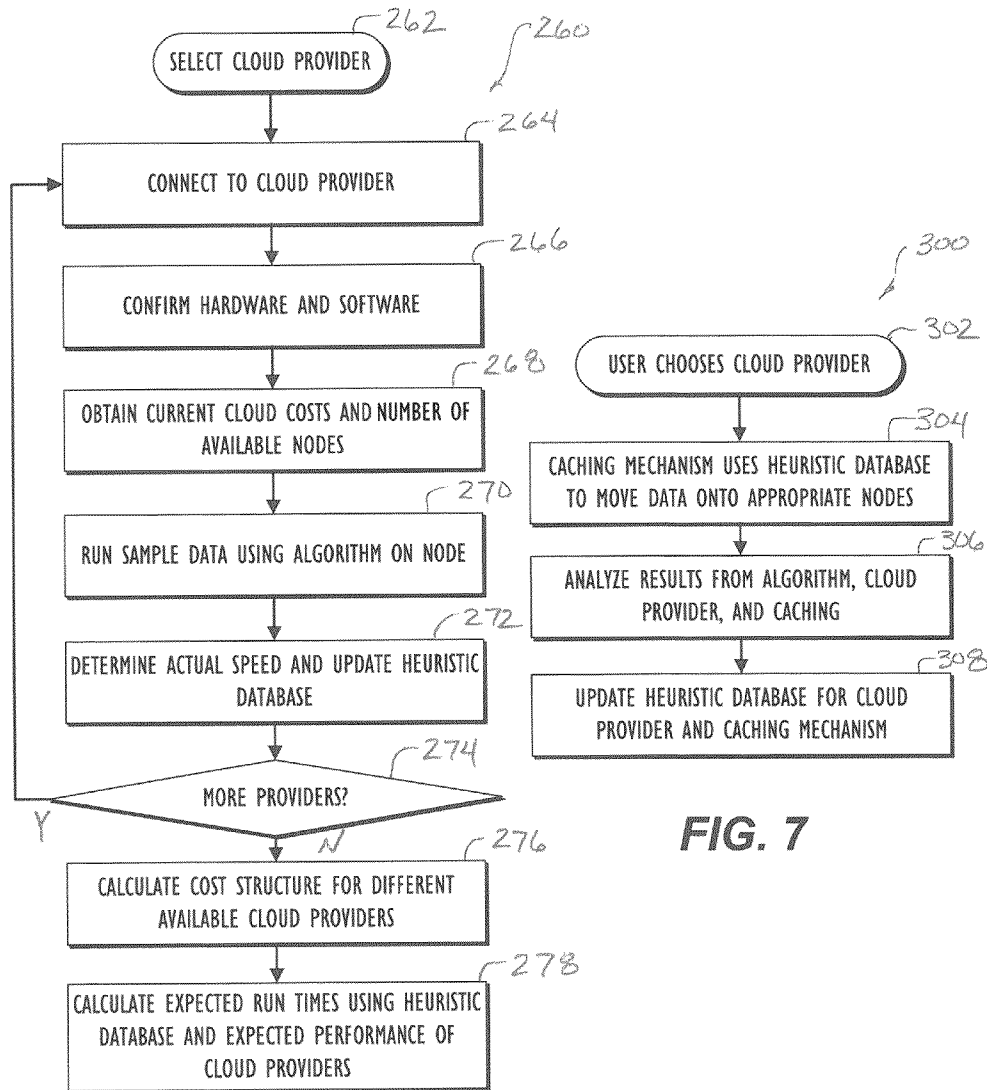 262
SELECT CLOUD PROVIDER
260
264
CONNECT TO CLOUD PROVIDER
266
CONFIRM HARDWARE AND SOFTWARE
268
OBTAIN CURRENT CLOUD COSTS AND NUMBER OF
AVAILABLE NODES
270
RUN SAMPLE DATA USING ALGORITHM ON NODE
272
DETERMINE ACTUAL SPEED AND UPDATE HEURISTIC
DATABASE
274
MORE PROVIDERS?
Y
N
276
CALCULATE COST STRUCTURE FOR DIFFERENT
AVAILABLE CLOUD PROVIDERS
278
CALCULATE EXPECTED RUN TIMES USING HEURISTIC
DATABASE AND EXPECTED PERFORMANCE OF
CLOUD PROVIDERS
300
302
USER CHOOSES CLOUD PROVIDER
304
CACHING MECHANISM USES HEURISTIC DATABASE
TO MOVE DATA ONTO APPROPRIATE NODES
306
ANALYZE RESULTS FROM ALGORITHM, CLOUD
PROVIDER, AND CACHING
308
UPDATE HEURISTIC DATABASE FOR CLOUD
PROVIDER AND CACHING MECHANISM
FIG. 7